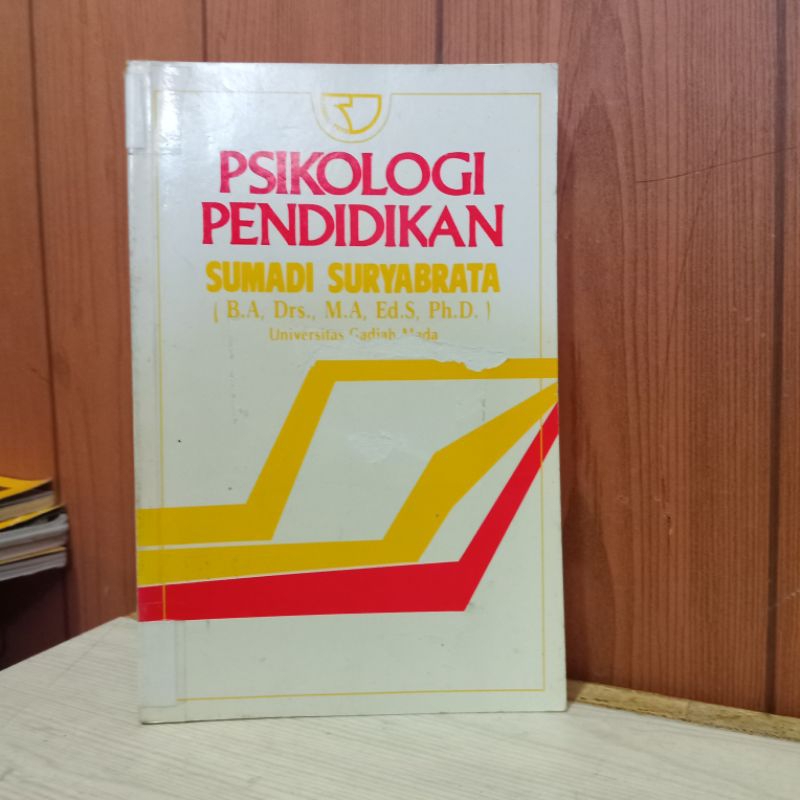 PSIKOLOGI
PENDIDIKAN
SUMADI SURYABRATA
( B.A, Drs., M.A, Ed.S, Ph.D. )
Universitas Gadjah Mada